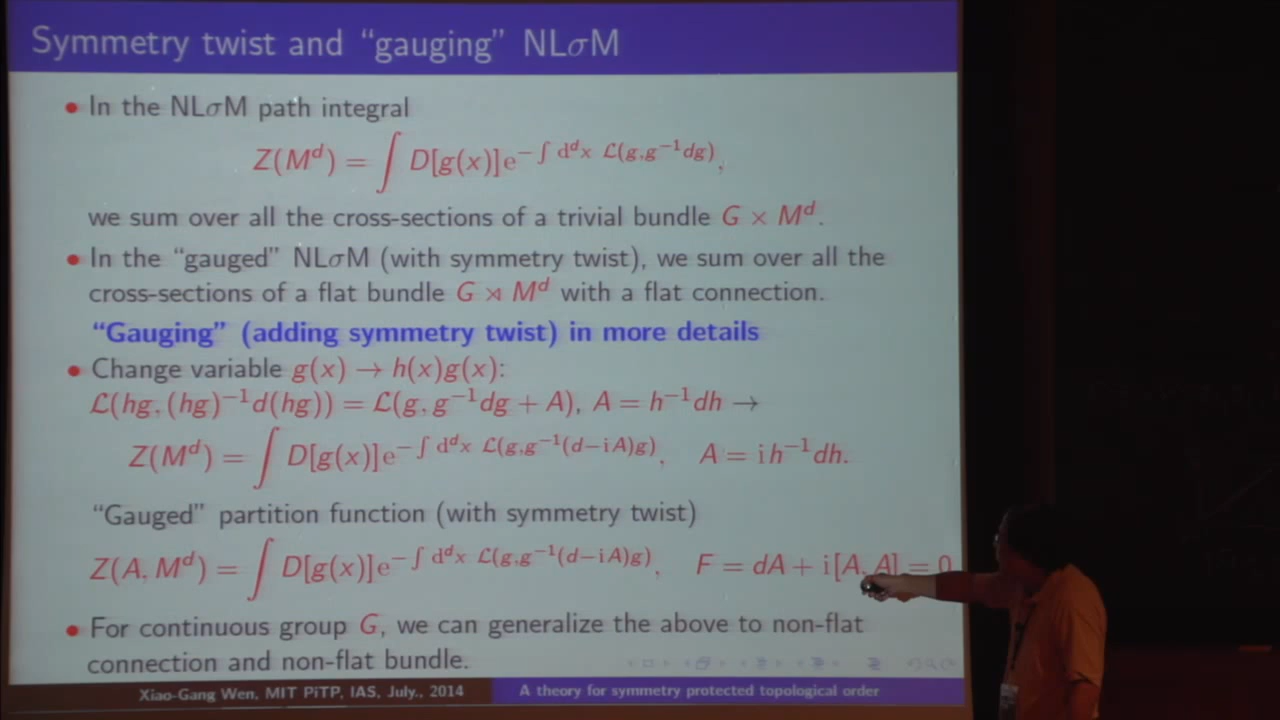 Symmetry twist and “gauging” NLσM
• In the NLσM path integral
Z(M^d) = ∫ D[g(x)]e^{−∫ d^d x L(g,g^{−1}dg)},
we sum over all the cross-sections of a trivial bundle G × M^d.
• In the “gauged” NLσM (with symmetry twist), we sum over all the
cross-sections of a flat bundle G ⋊ M^d with a flat connection.
“Gauging” (adding symmetry twist) in more details
• Change variable g(x) → h(x)g(x):
L(hg, (hg)^{−1}d(hg)) = L(g, g^{−1}dg + A), A = h^{−1}dh →
Z(M^d) = ∫ D[g(x)]e^{−∫ d^d x L(g,g^{−1}(d−iA)g)}, A = i h^{−1}dh.
“Gauged” partition function (with symmetry twist)
Z(A, M^d) = ∫ D[g(x)]e^{−∫ d^d x L(g,g^{−1}(d−iA)g)}, F = dA + i[A, A] = 0
• For continuous group G, we can generalize the above to non-flat
connection and non-flat bundle.
Xiao-Gang Wen, MIT PiTP, IAS, July., 2014 A theory for symmetry protected topological order